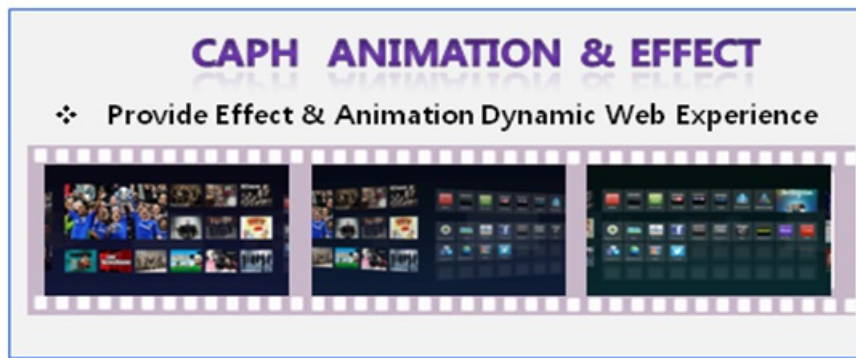 CAPH ANIMATION & EFFECT
❖ Provide Effect & Animation Dynamic Web Experience